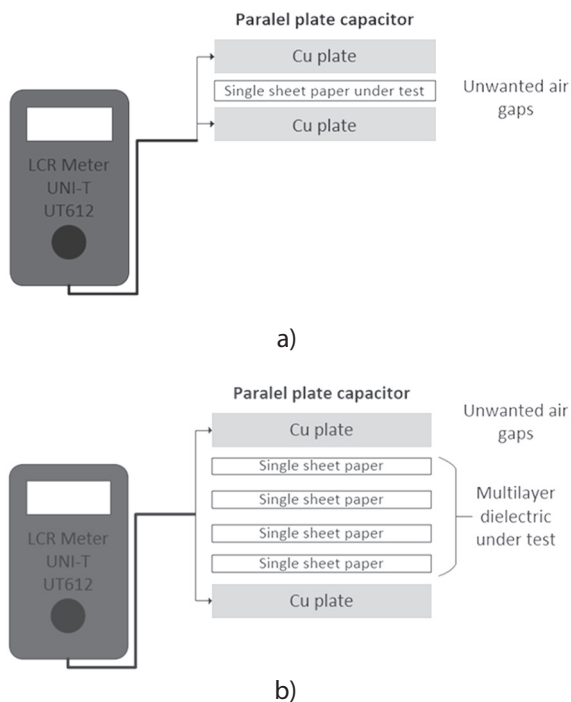 Paralel plate capacitor
Cu plate
Single sheet paper under test
Cu plate
Unwanted air
gaps
LCR Meter
UNI-T
UT612
a)
Paralel plate capacitor
Cu plate
Unwanted air
gaps
Single sheet paper
Single sheet paper
Single sheet paper
Single sheet paper
Multilayer
dielectric
under test
Cu plate
LCR Meter
UNI-T
UT612
b)